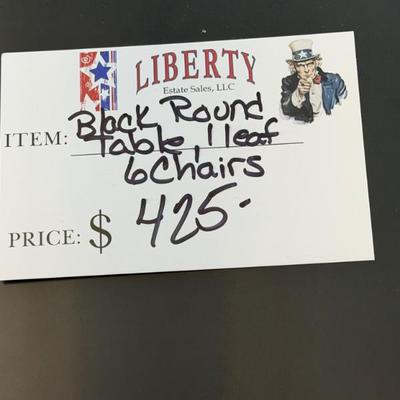 LIBERTY
Estate Sales, LLC
ITEM: Black Round
Table, 1 leaf
6 Chairs
PRICE: $ 425-